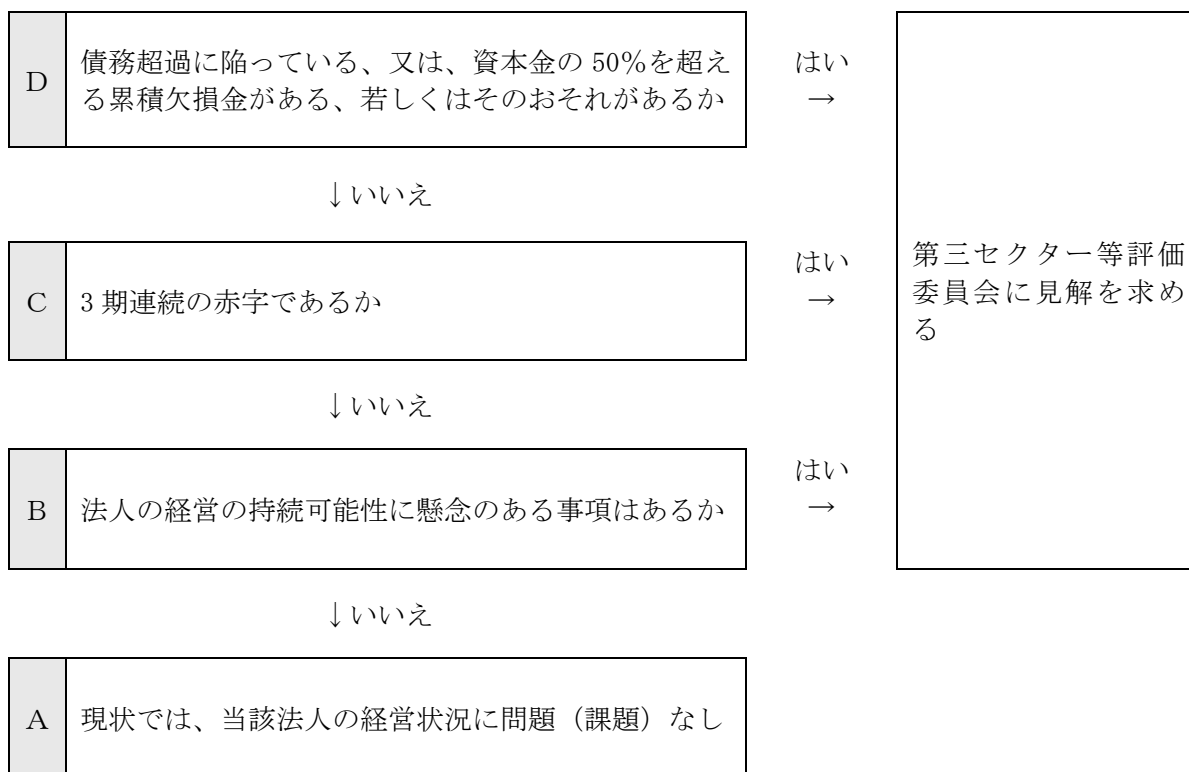 D
債務超過に陥っている、又は、資本金の 50%を超え
る累積欠損金がある、若しくはそのおそれがあるか
はい
→
↓いいえ
C
3 期連続の赤字であるか
はい
→
第三セクター等評価
委員会に見解を求め
る
↓いいえ
B
法人の経営の持続可能性に懸念のある事項はあるか
はい
→
↓いいえ
A
現状では、当該法人の経営状況に問題（課題）なし